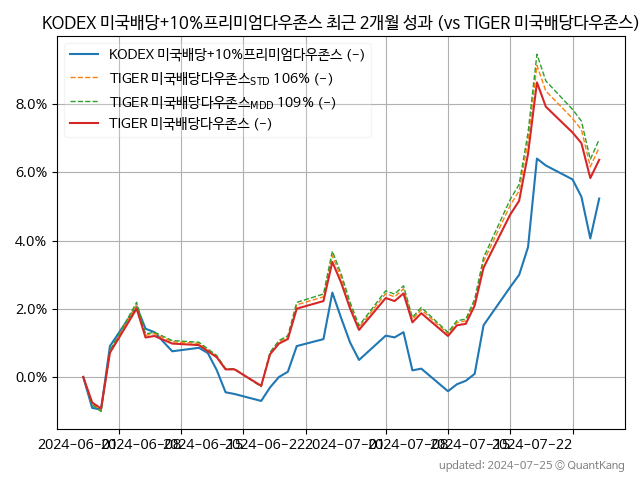 KODEX 미국배당+10%프리미엄다우존스 최근 2개월 성과 (vs TIGER 미국배당다우존스)
KODEX 미국배당+10%프리미엄다우존스 (-)
TIGER 미국배당다우존스STD 106% (-)
TIGER 미국배당다우존스MDD 109% (-)
TIGER 미국배당다우존스 (-)
8.0%
6.0%
4.0%
2.0%
0.0%
2024-06-01 2024-06-08 2024-06-15 2024-06-22 2024-07-01 2024-07-08 2024-07-15 2024-07-22
updated: 2024-07-25 © QuantKang